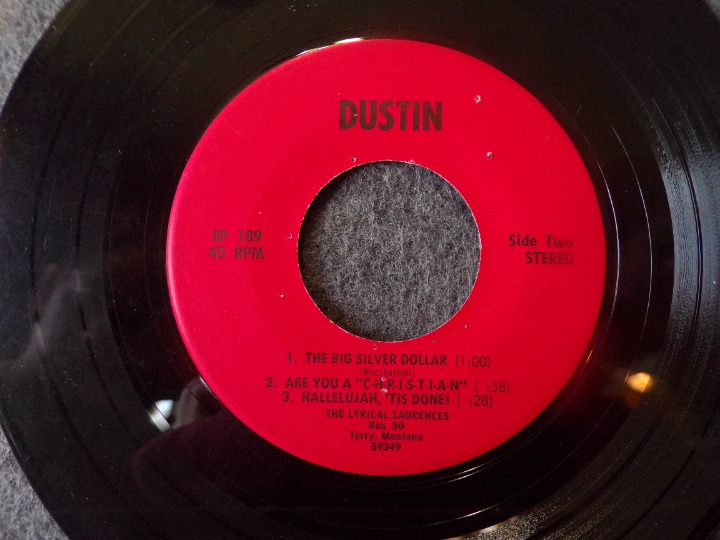 DUSTIN
EP 189
45 RPM
Side Two
STEREO
1. THE BIG SILVER DOLLAR (1:00)
(Recitation)
2. ARE YOU A "C-H-R-I-S-T-I-A-N" ( :58)
3. HALLELUJAH, 'TIS DONE! ( :28)
THE LYRICAL LAURENCES
Box 50
Terry, Montana
59349